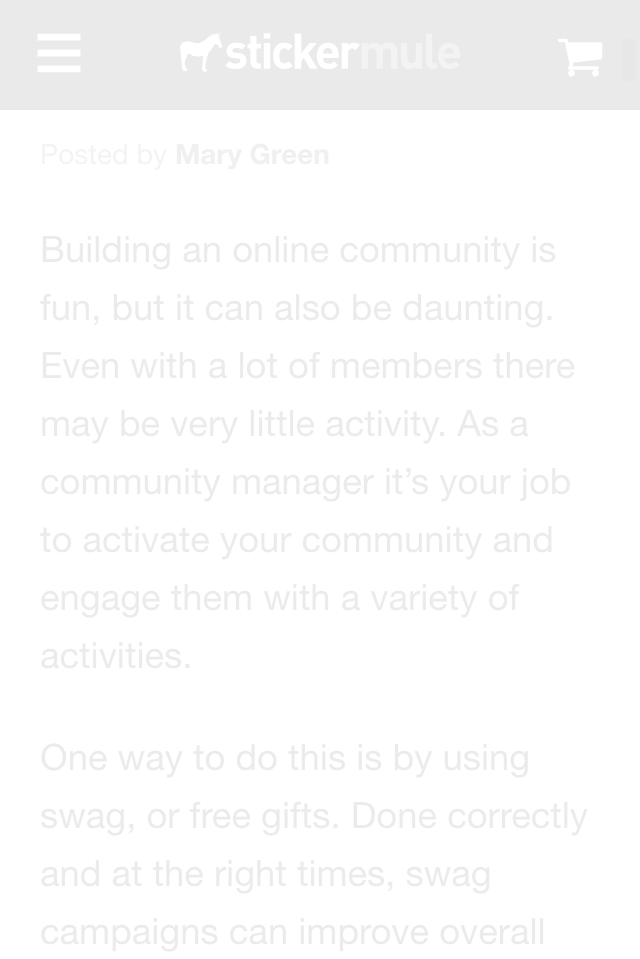 stickermule
Posted by Mary Green
Building an online community is
fun, but it can also be daunting.
Even with a lot of members there
may be very little activity. As a
community manager it’s your job
to activate your community and
engage them with a variety of
activities.
One way to do this is by using
swag, or free gifts. Done correctly
and at the right times, swag
campaigns can improve overall